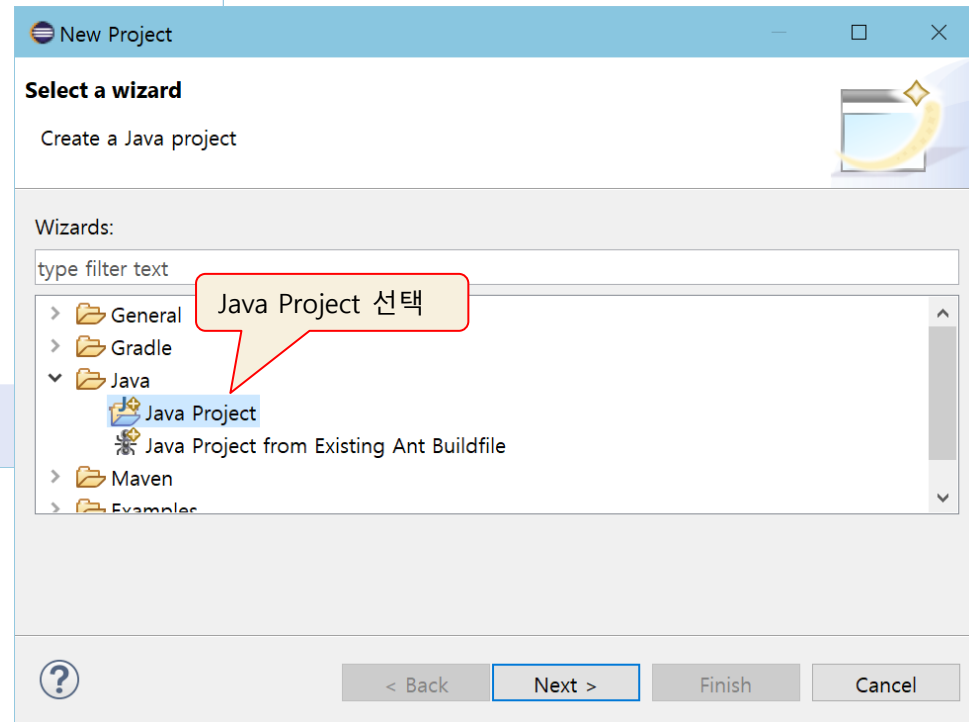 New Project
Select a wizard
Create a Java project
Wizards:
type filter text
Java Project 선택
General
Gradle
Java
Java Project
Java Project from Existing Ant Buildfile
Maven
Examples
< Back Next > Finish Cancel